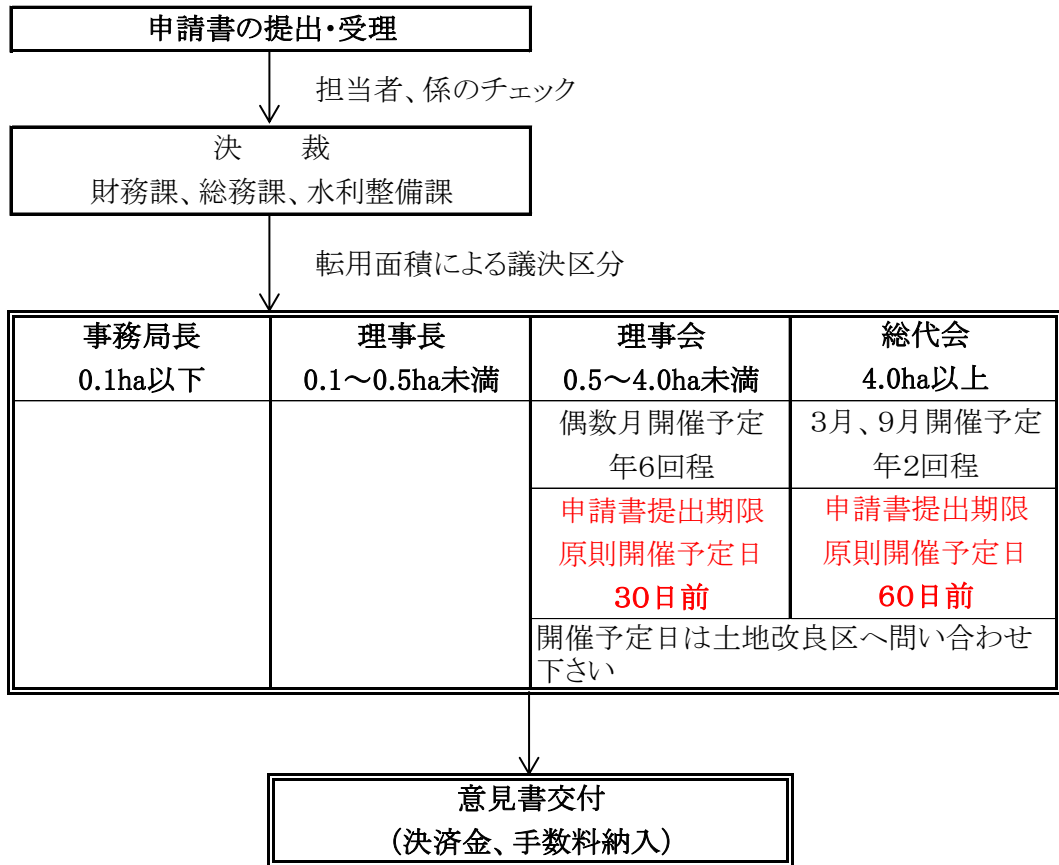 申請書の提出・受理
担当者、係のチェック
決　　裁
財務課、総務課、水利整備課
転用面積による議決区分
事務局長
0.1ha以下
理事長
0.1～0.5ha未満
理事会
0.5～4.0ha未満
総代会
4.0ha以上
偶数月開催予定
年6回程
3月、9月開催予定
年2回程
申請書提出期限
原則開催予定日
30日前
申請書提出期限
原則開催予定日
60日前
開催予定日は土地改良区へ問い合わせ
下さい
意見書交付
（決済金、手数料納入）